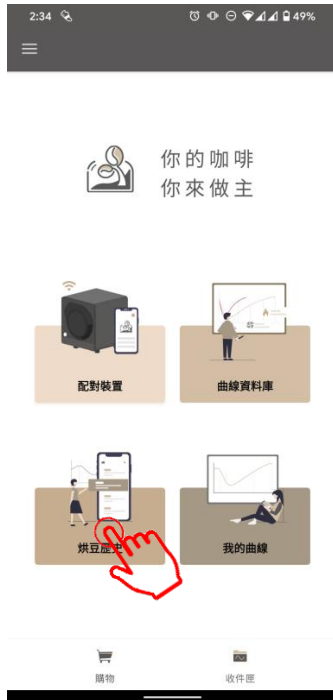 2:34
49%
你的咖啡
你來做主
配對裝置
曲線資料庫
烘豆歷史
我的曲線
購物
收件匣